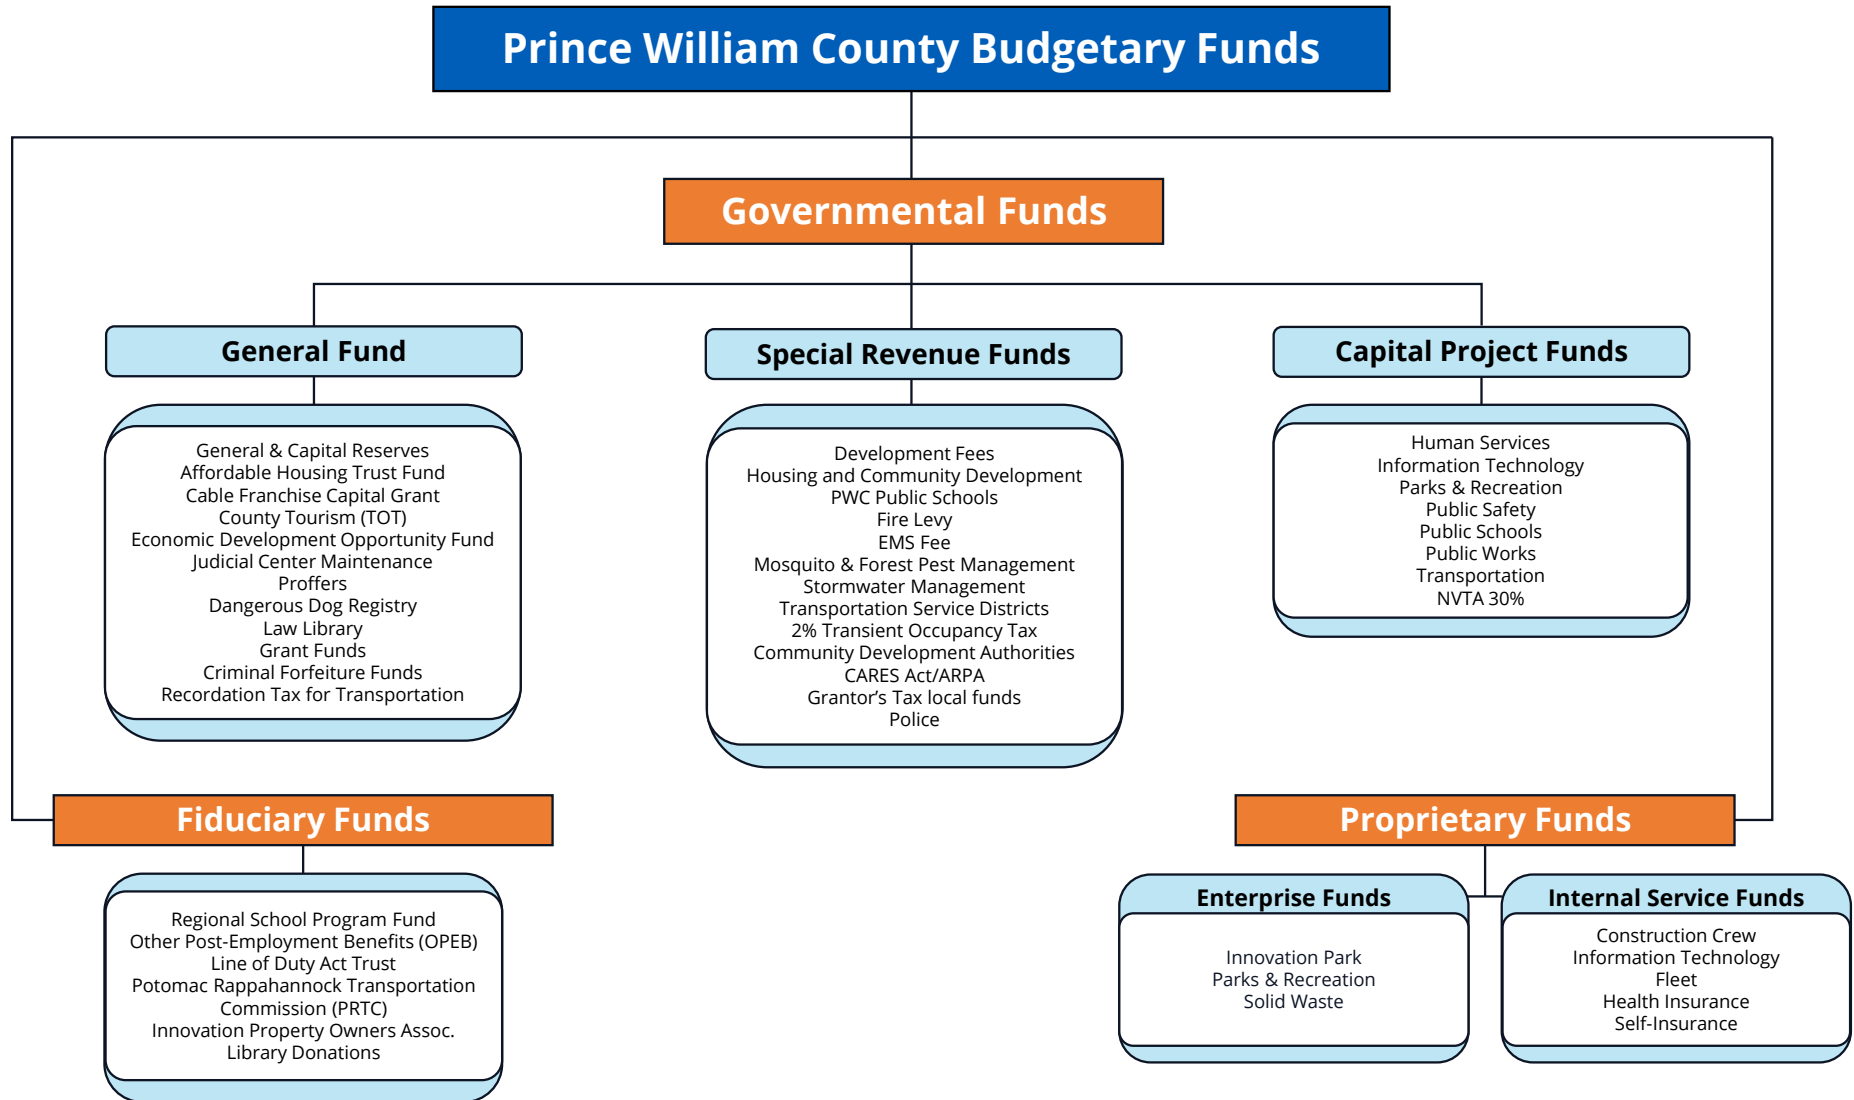 Prince William County Budgetary Funds
Governmental Funds
General Fund
General & Capital Reserves
Affordable Housing Trust Fund
Cable Franchise Capital Grant
County Tourism (TOT)
Economic Development Opportunity Fund
Judicial Center Maintenance
Proffers
Dangerous Dog Registry
Law Library
Grant Funds
Criminal Forfeiture Funds
Recordation Tax for Transportation
Special Revenue Funds
Development Fees
Housing and Community Development
PWC Public Schools
Fire Levy
EMS Fee
Mosquito & Forest Pest Management
Stormwater Management
Transportation Service Districts
2% Transient Occupancy Tax
Community Development Authorities
CARES Act/ARPA
Grantor’s Tax local funds
Police
Capital Project Funds
Human Services
Information Technology
Parks & Recreation
Public Safety
Public Schools
Public Works
Transportation
NVTA 30%
Fiduciary Funds
Regional School Program Fund
Other Post-Employment Benefits (OPEB)
Line of Duty Act Trust
Potomac Rappahannock Transportation
Commission (PRTC)
Innovation Property Owners Assoc.
Library Donations
Proprietary Funds
Enterprise Funds
Innovation Park
Parks & Recreation
Solid Waste
Internal Service Funds
Construction Crew
Information Technology
Fleet
Health Insurance
Self-Insurance